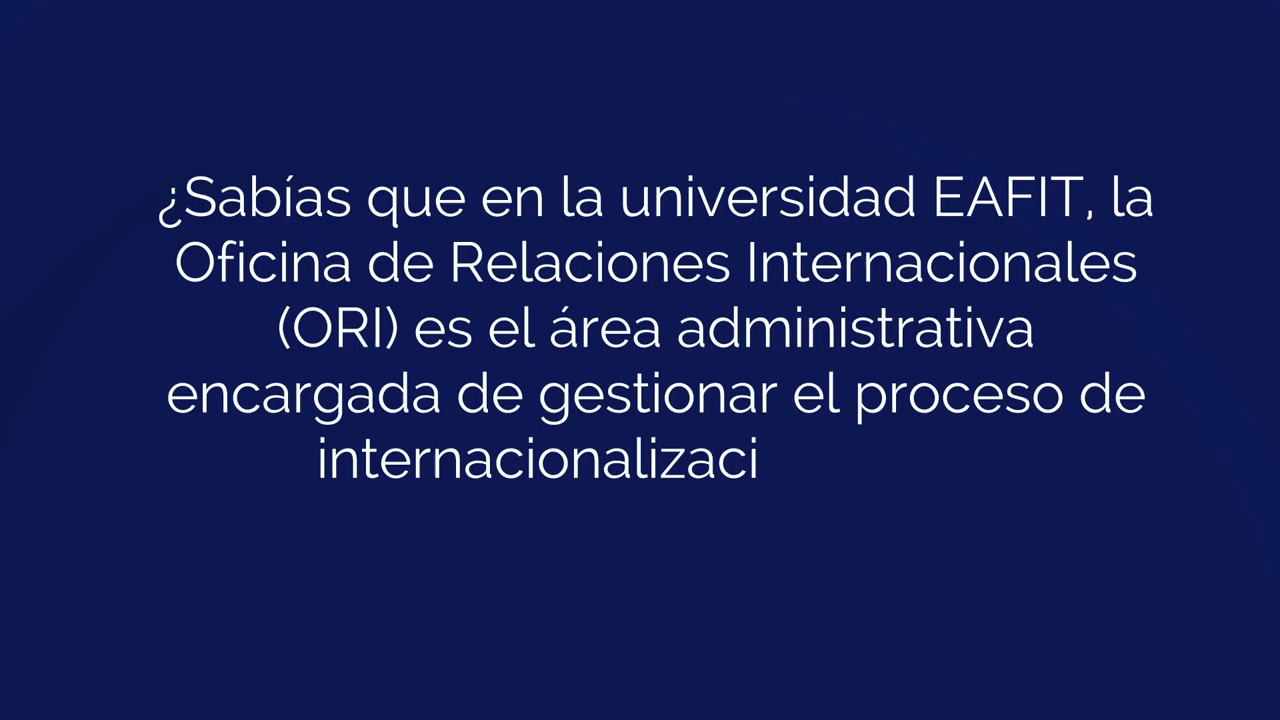 ¿Sabías que en la universidad EAFIT, la
Oficina de Relaciones Internacionales
(ORI) es el área administrativa
encargada de gestionar el proceso de
internacionalizaci